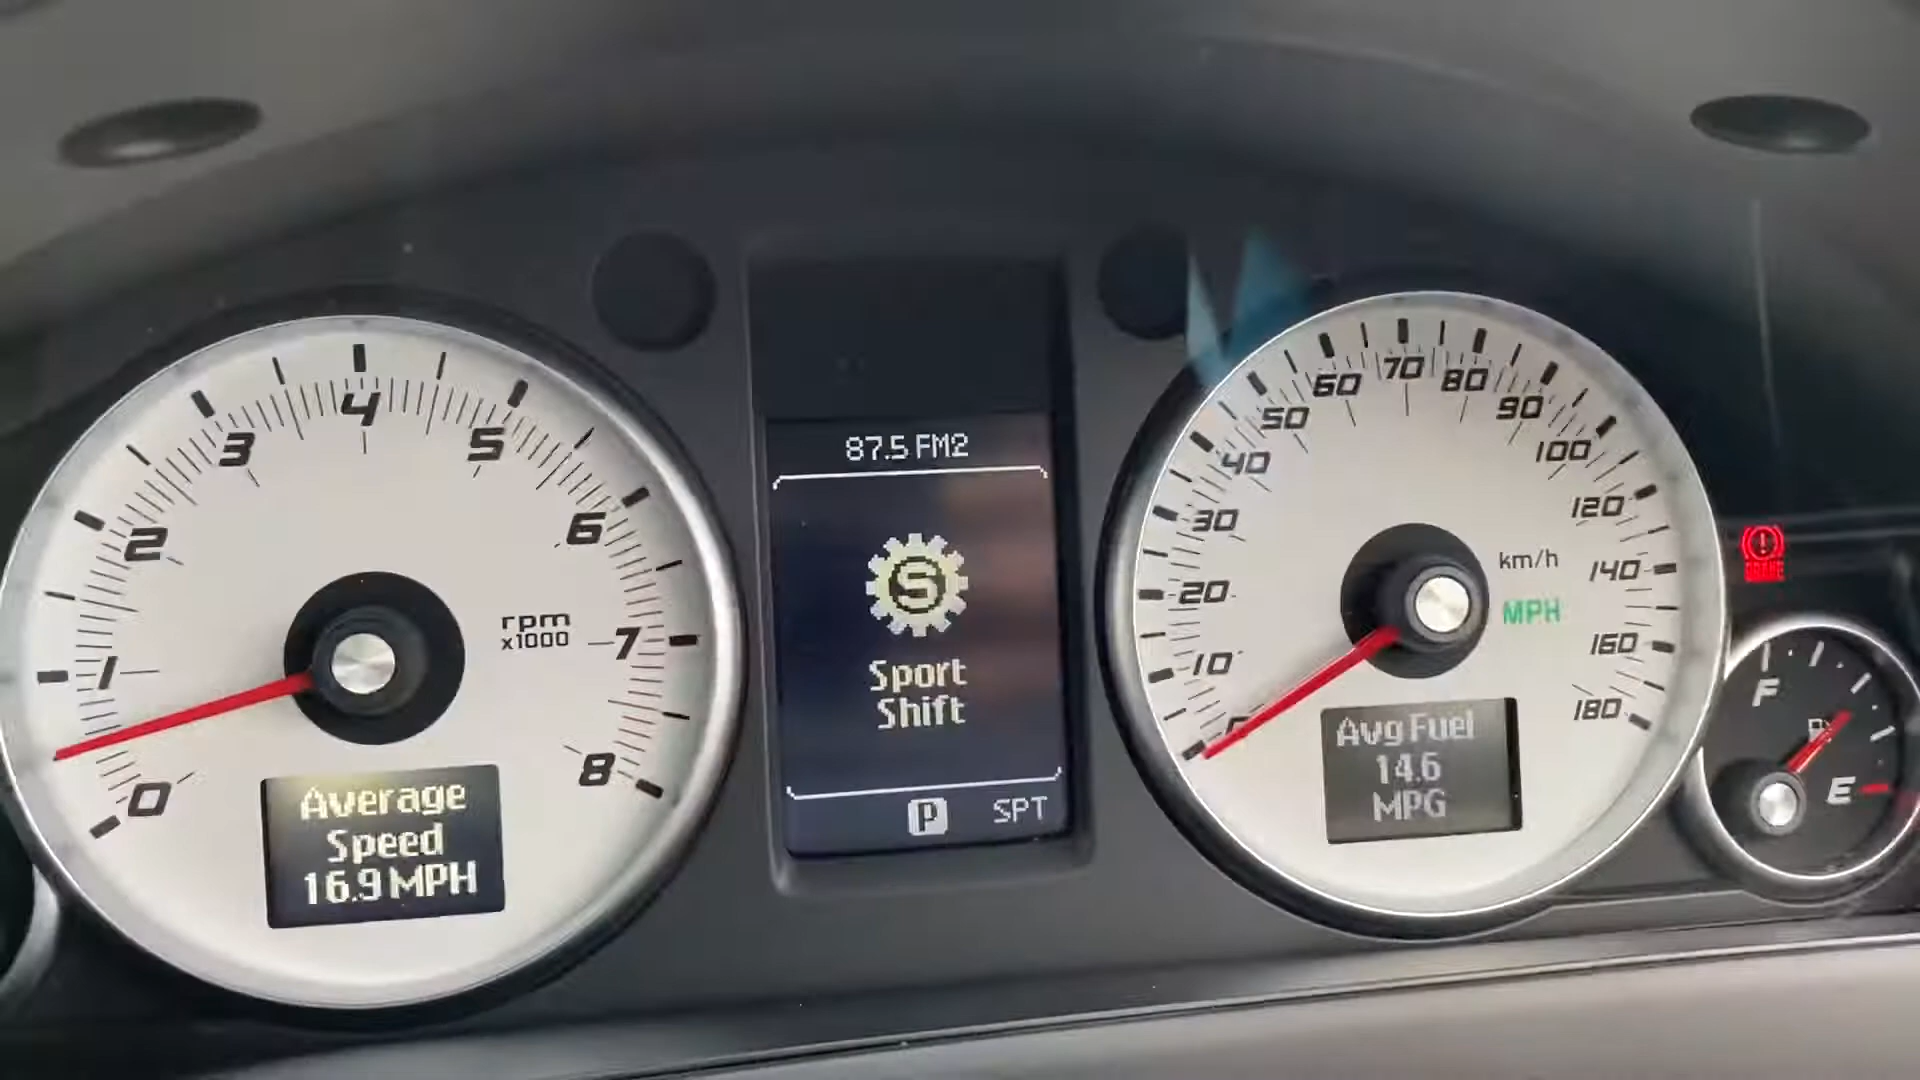 87.5 FM2
Sport
Shift
P SPT
0
1
2
3
4
5
6
7
8
rpm
x1000
Average
Speed
16.9 MPH
10
20
30
40
50
60
70
80
90
100
120
140
160
180
km/h
MPH
Avg Fuel
14.6
MPG
BRAKE
F
E